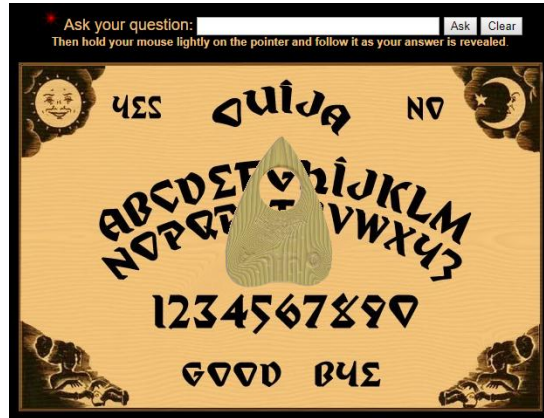 Ask your question: Ask Clear
Then hold your mouse lightly on the pointer and follow it as your answer is revealed.
YES OUIJA NO
ABCDEF GHIJKLM
NOPQR T VWXYZ
1234567890
GOOD BYE